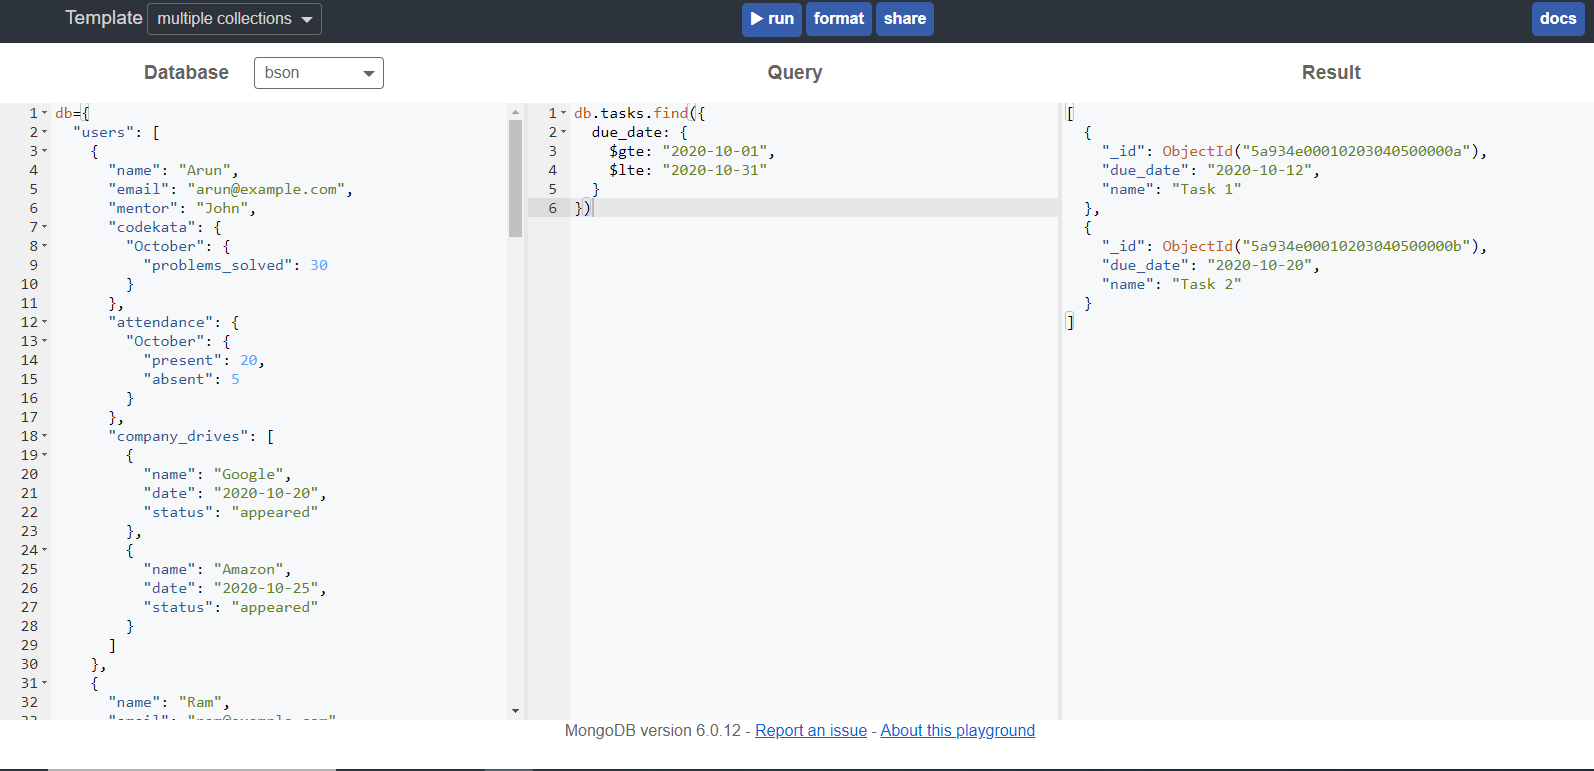 Template multiple collections run format share docs
Database bson Query Result
1 db={
2 "users": [
3 {
4 "name": "Arun",
5 "email": "arun@example.com",
6 "mentor": "John",
7 "codekata": {
8 "October": {
9 "problems_solved": 30
10 }
11 },
12 "attendance": {
13 "October": {
14 "present": 20,
15 "absent": 5
16 }
17 },
18 "company_drives": [
19 {
20 "name": "Google",
21 "date": "2020-10-20",
22 "status": "appeared"
23 },
24 {
25 "name": "Amazon",
26 "date": "2020-10-25",
27 "status": "appeared"
28 }
29 ]
30 },
31 {
32 "name": "Ram",
1 db.tasks.find({
2 due_date: {
3 $gte: "2020-10-01",
4 $lte: "2020-10-31"
5 }
6 })
[
{
"_id": ObjectId("5a934e00010203040500000a"),
"due_date": "2020-10-12",
"name": "Task 1"
},
{
"_id": ObjectId("5a934e00010203040500000b"),
"due_date": "2020-10-20",
"name": "Task 2"
}
]
MongoDB version 6.0.12 - Report an issue - About this playground